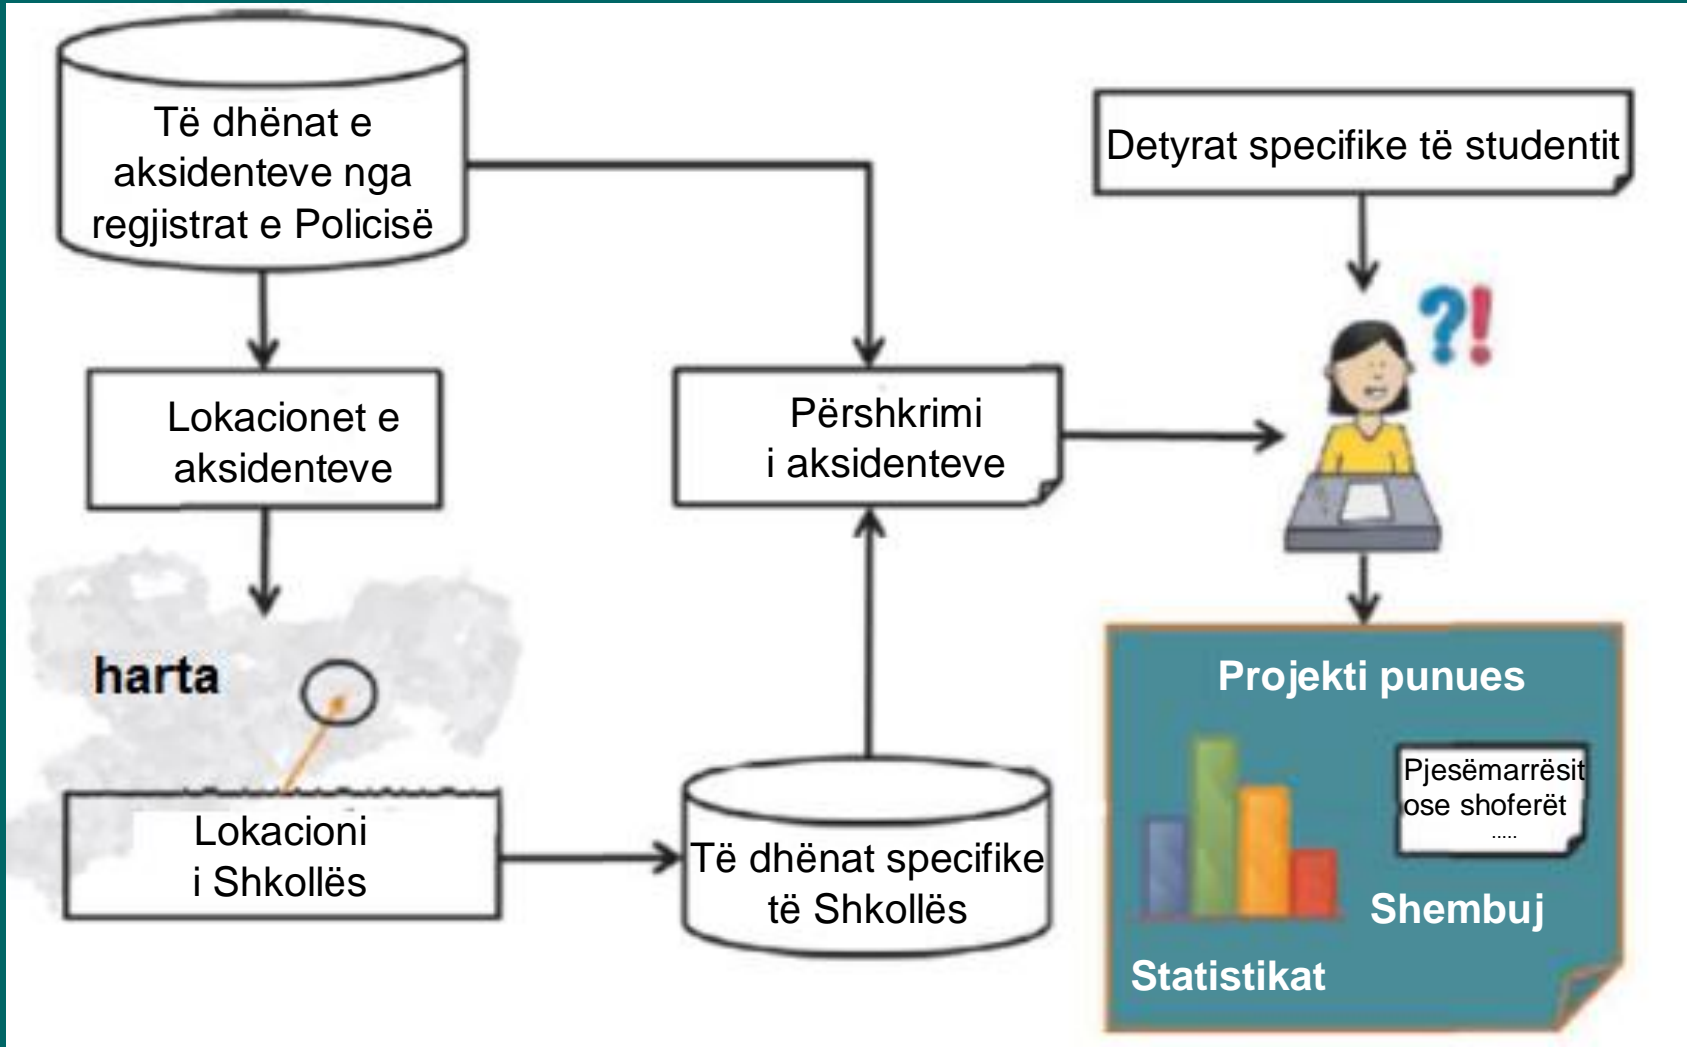 Të dhënat e
aksidenteve nga
regjistrat e Policisë
Detyrat specifike të studentit
?!
Lokacionet e
aksidenteve
Përshkrimi
i aksidenteve
harta
Lokacioni
i Shkollës
Të dhënat specifike
të Shkollës
Projekti punues
Pjesëmarrësit
ose shoferët
.....
Shembuj
Statistikat